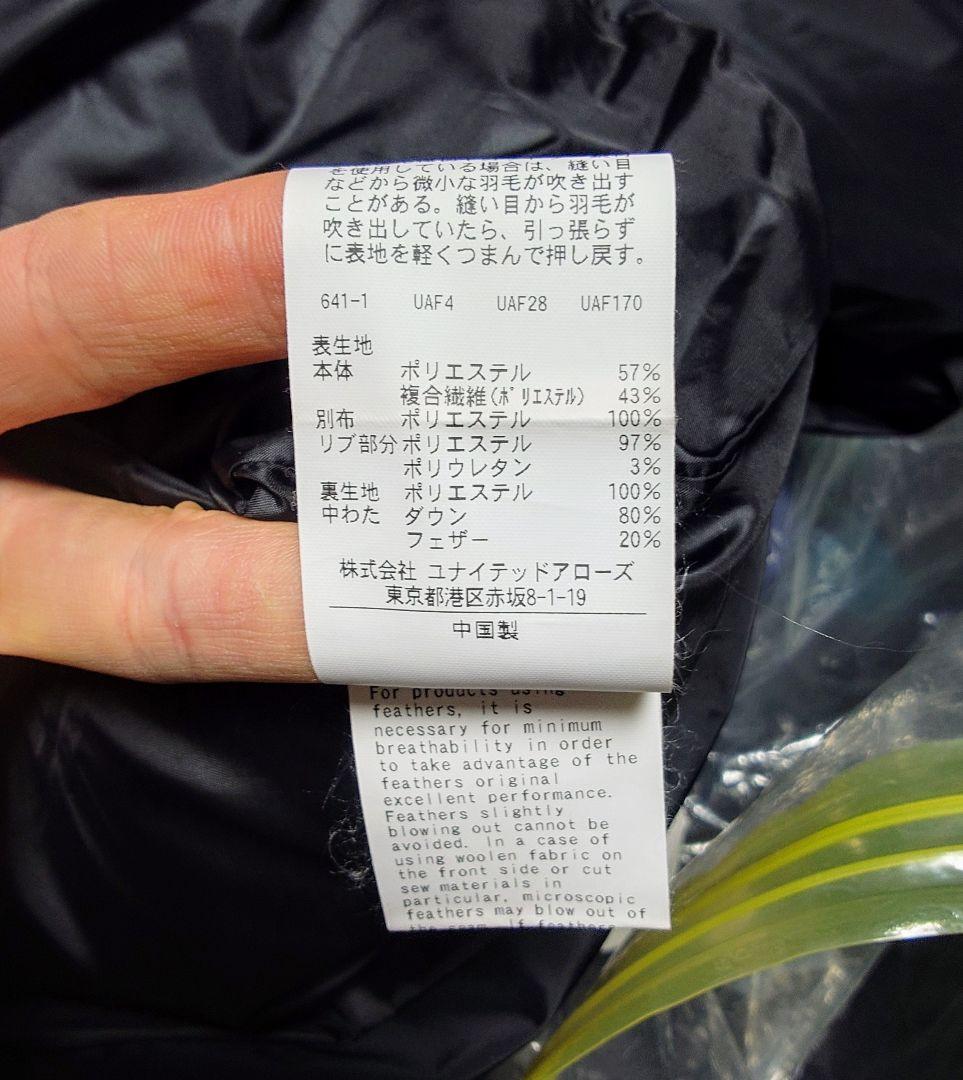 を使用している場合は、縫い目
などから微小な羽毛が吹き出す
ことがある。縫い目から羽毛が
吹き出していたら、引っ張らず
に表地を軽くつまんで押し戻す。
641-1 UAF4 UAF28 UAF170
表生地
本体 ポリエステル 57%
複合繊維(ﾎﾟﾘｴｽﾃﾙ) 43%
別布 ポリエステル 100%
リブ部分 ポリエステル 97%
ポリウレタン 3%
裏生地 ポリエステル 100%
中わた ダウン 80%
フェザー 20%
株式会社 ユナイテッドアローズ
東京都港区赤坂8-1-19
中国製
For products using
feathers, it is
necessary for minimum
breathability in order
to take advantage of the
feathers original
excellent performance.
Feathers slightly
blowing out cannot be
avoided. In a case of
using woolen fabric on
the front side or cut
sew materials in
particular, microscopic
feathers may blow out of
the seam. If feathers